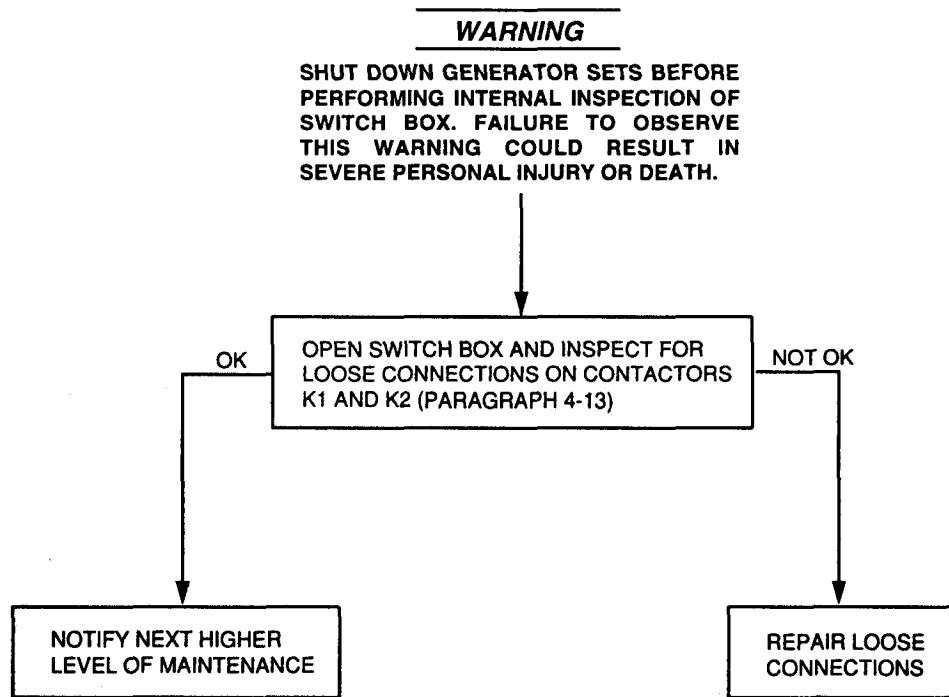 WARNING
SHUT DOWN GENERATOR SETS BEFORE
PERFORMING INTERNAL INSPECTION OF
SWITCH BOX. FAILURE TO OBSERVE
THIS WARNING COULD RESULT IN
SEVERE PERSONAL INJURY OR DEATH.
OPEN SWITCH BOX AND INSPECT FOR
LOOSE CONNECTIONS ON CONTACTORS
K1 AND K2 (PARAGRAPH 4-13)
OK
NOT OK
NOTIFY NEXT HIGHER
LEVEL OF MAINTENANCE
REPAIR LOOSE
CONNECTIONS